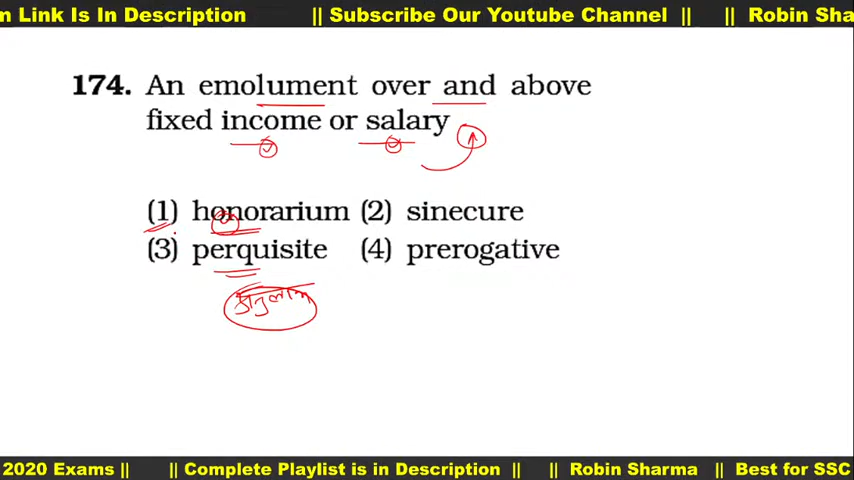 n Link Is In Description || Subscribe Our Youtube Channel || || Robin Sha
174. An emolument over and above
fixed income or salary
(1) honorarium (2) sinecure
(3) perquisite (4) prerogative
2020 Exams || || Complete Playlist is in Description || || Robin Sharma || Best for SSC